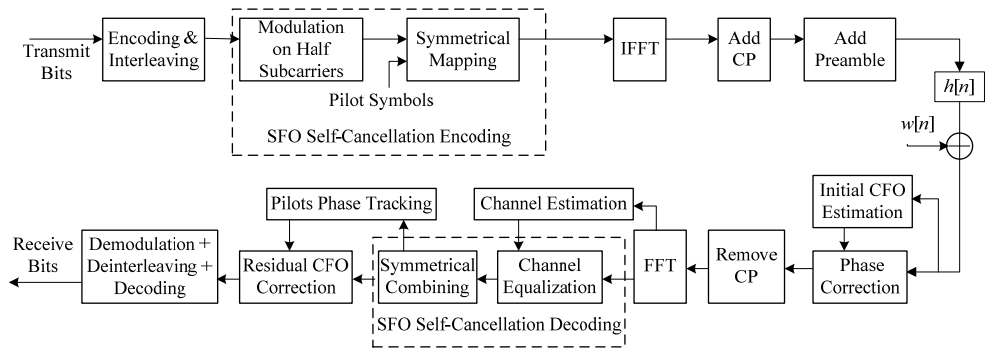 Transmit
Bits
Encoding &
Interleaving
Modulation
on Half
Subcarriers
Symmetrical
Mapping
Pilot Symbols
SFO Self-Cancellation Encoding
IFFT
Add
CP
Add
Preamble
h[n]
w[n]
Initial CFO
Estimation
Phase
Correction
Remove
CP
FFT
Channel Estimation
Channel
Equalization
Symmetrical
Combining
SFO Self-Cancellation Decoding
Pilots Phase Tracking
Residual CFO
Correction
Demodulation +
Deinterleaving +
Decoding
Receive
Bits